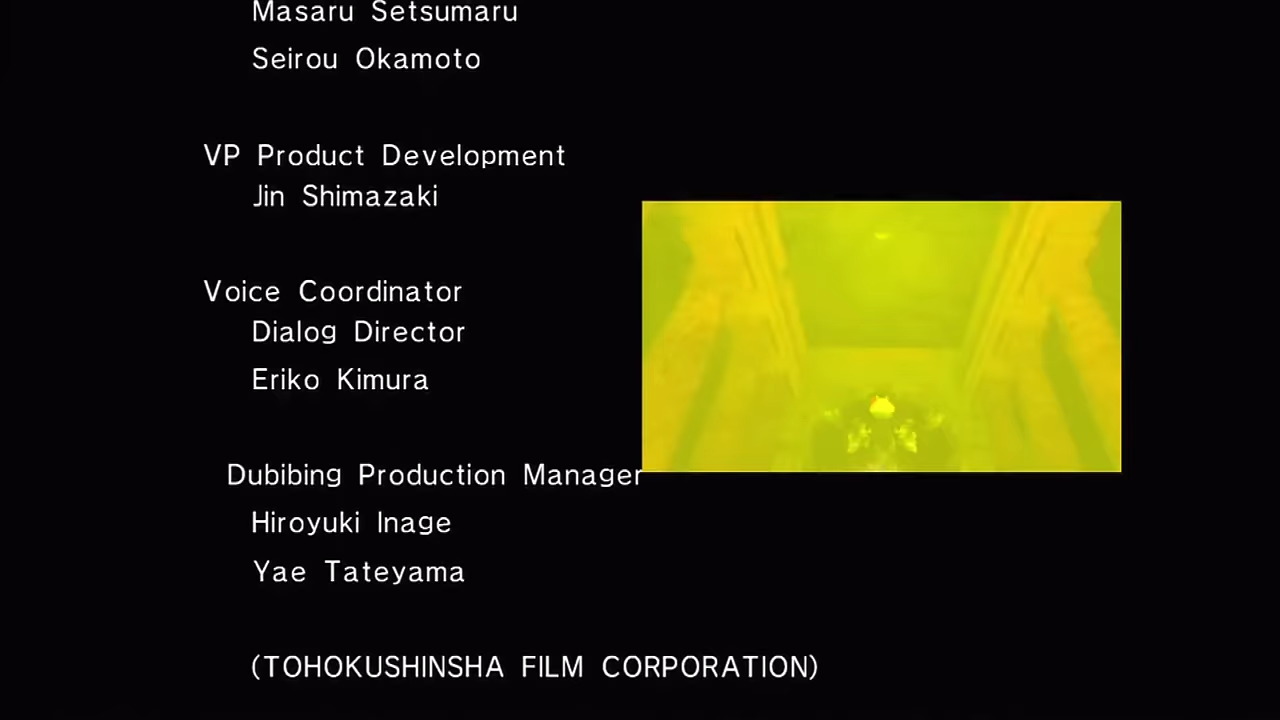 Masaru Setsumaru
Seirou Okamoto
VP Product Development
Jin Shimazaki
Voice Coordinator
Dialog Director
Eriko Kimura
Dubibing Production Manager
Hiroyuki Inage
Yae Tateyama
(TOHOKUSHINSHA FILM CORPORATION)